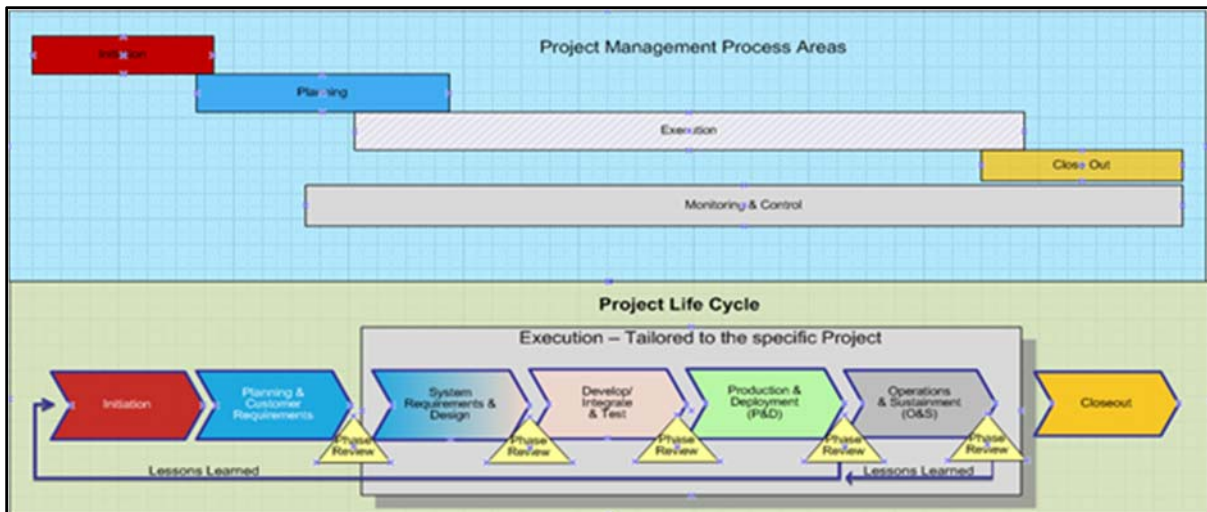 Project Management Process Areas
Initiation
Planning
Execution
Close Out
Monitoring & Control
Project Life Cycle
Execution – Tailored to the specific Project
Initiation
Planning &
Customer
Requirements
System
Requirements &
Design
Develop/
Integrate
& Test
Production &
Deployment
(P&D)
Operations
& Sustainment
(O&S)
Closeout
Phase
Review
Phase
Review
Phase
Review
Phase
Review
Phase
Review
Lessons Learned
Lessons Learned